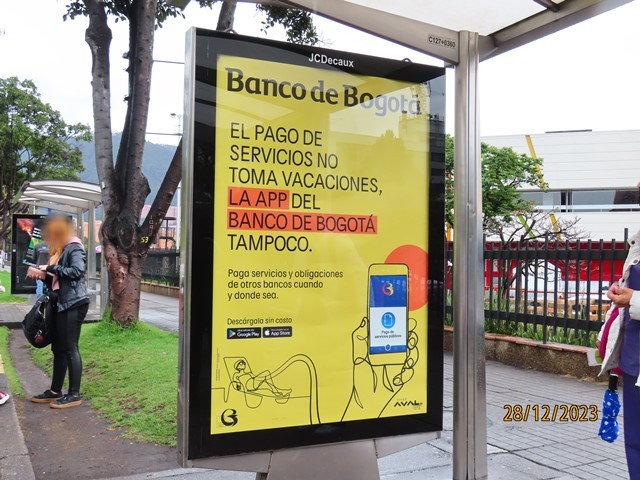 C127+0360
JCDecaux
Banco de Bogotá
EL PAGO DE
SERVICIOS NO
TOMA VACACIONES,
LA APP DEL
BANCO DE BOGOTÁ
TAMPOCO.
Paga servicios y obligaciones
de otros bancos cuando
y donde sea.
Descárgala sin costo
Google Play
App Store
Pago de
servicios públicos
AVAL
28/12/2023